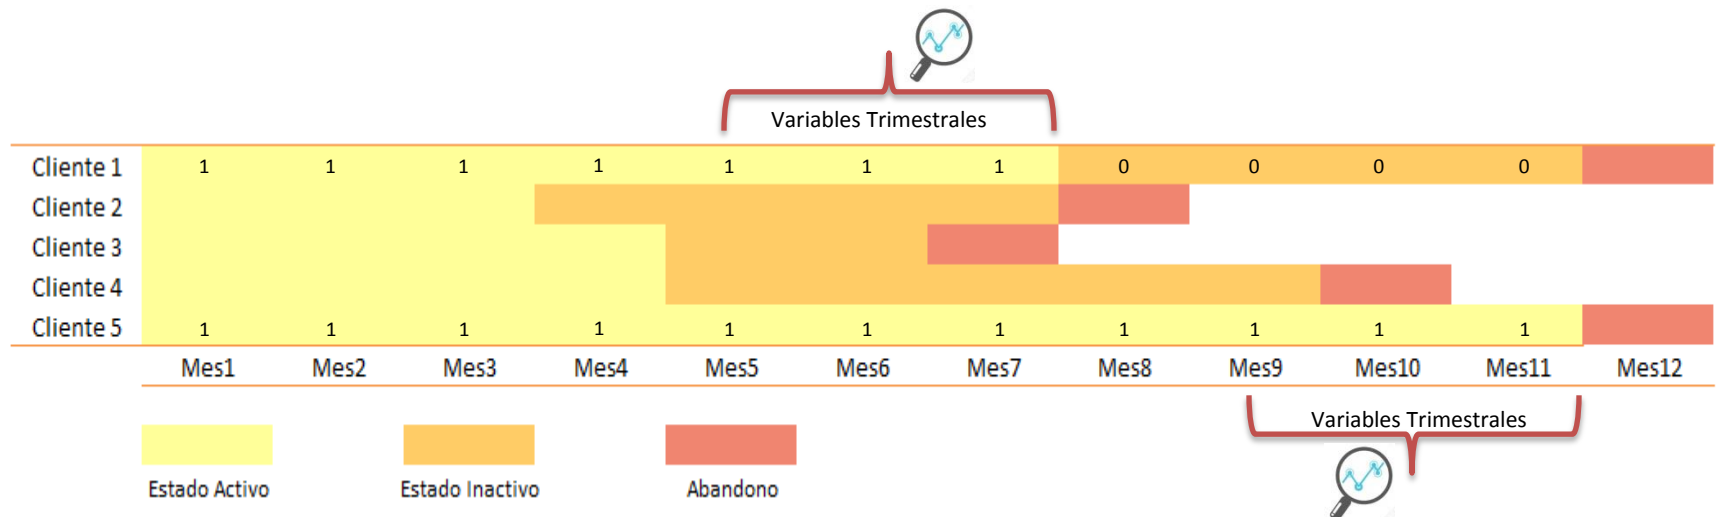 Variables Trimestrales
Cliente 1 1 1 1 1 1 1 1 0 0 0 0
Cliente 2
Cliente 3
Cliente 4
Cliente 5 1 1 1 1 1 1 1 1 1 1 1
Mes1 Mes2 Mes3 Mes4 Mes5 Mes6 Mes7 Mes8 Mes9 Mes10 Mes11 Mes12
Variables Trimestrales
Estado Activo Estado Inactivo Abandono